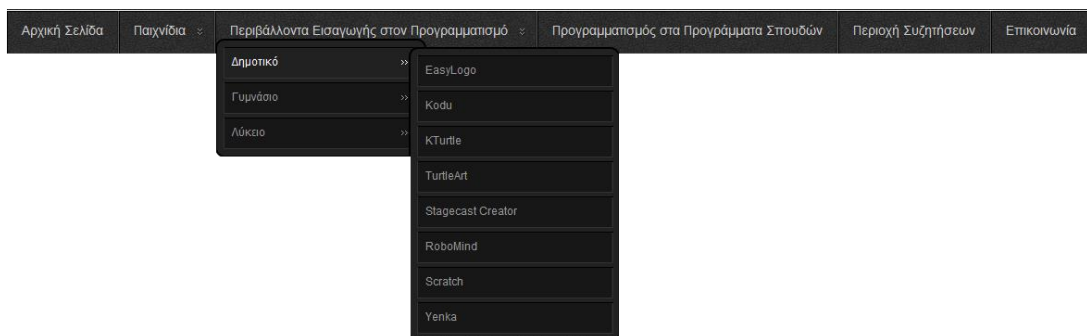 Αρχική Σελίδα Παιχνίδια Περιβάλλοντα Εισαγωγής στον Προγραμματισμό Προγραμματισμός στα Προγράμματα Σπουδών Περιοχή Συζητήσεων Επικοινωνία
Δημοτικό »
Γυμνάσιο »
Λύκειο »
EasyLogo
Kodu
KTurtle
TurtleArt
Stagecast Creator
RoboMind
Scratch
Yenka